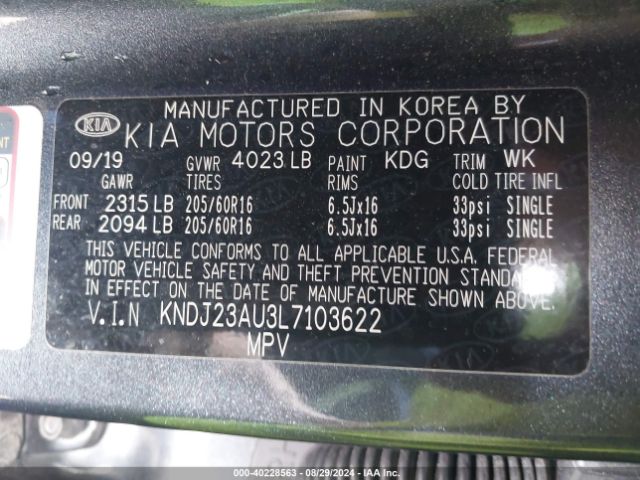 MANUFACTURED IN KOREA BY
KIA KIA MOTORS CORPORATION
09/19 GVWR 4023 LB PAINT KDG TRIM WK
GAWR TIRES RIMS COLD TIRE INFL
FRONT 2315 LB 205/60R16 6.5Jx16 33psi SINGLE
REAR 2094 LB 205/60R16 6.5Jx16 33psi SINGLE
THIS VEHICLE CONFORMS TO ALL APPLICABLE U.S.A. FEDERAL
MOTOR VEHICLE SAFETY AND THEFT PREVENTION STANDA
IN EFFECT ON THE DATE OF MANUFACTURE SHOWN ABOVE.
V.I.N KNDJ23AU3L7103622
MPV
000-40228563 - 08/29/2024 - IAA Inc.